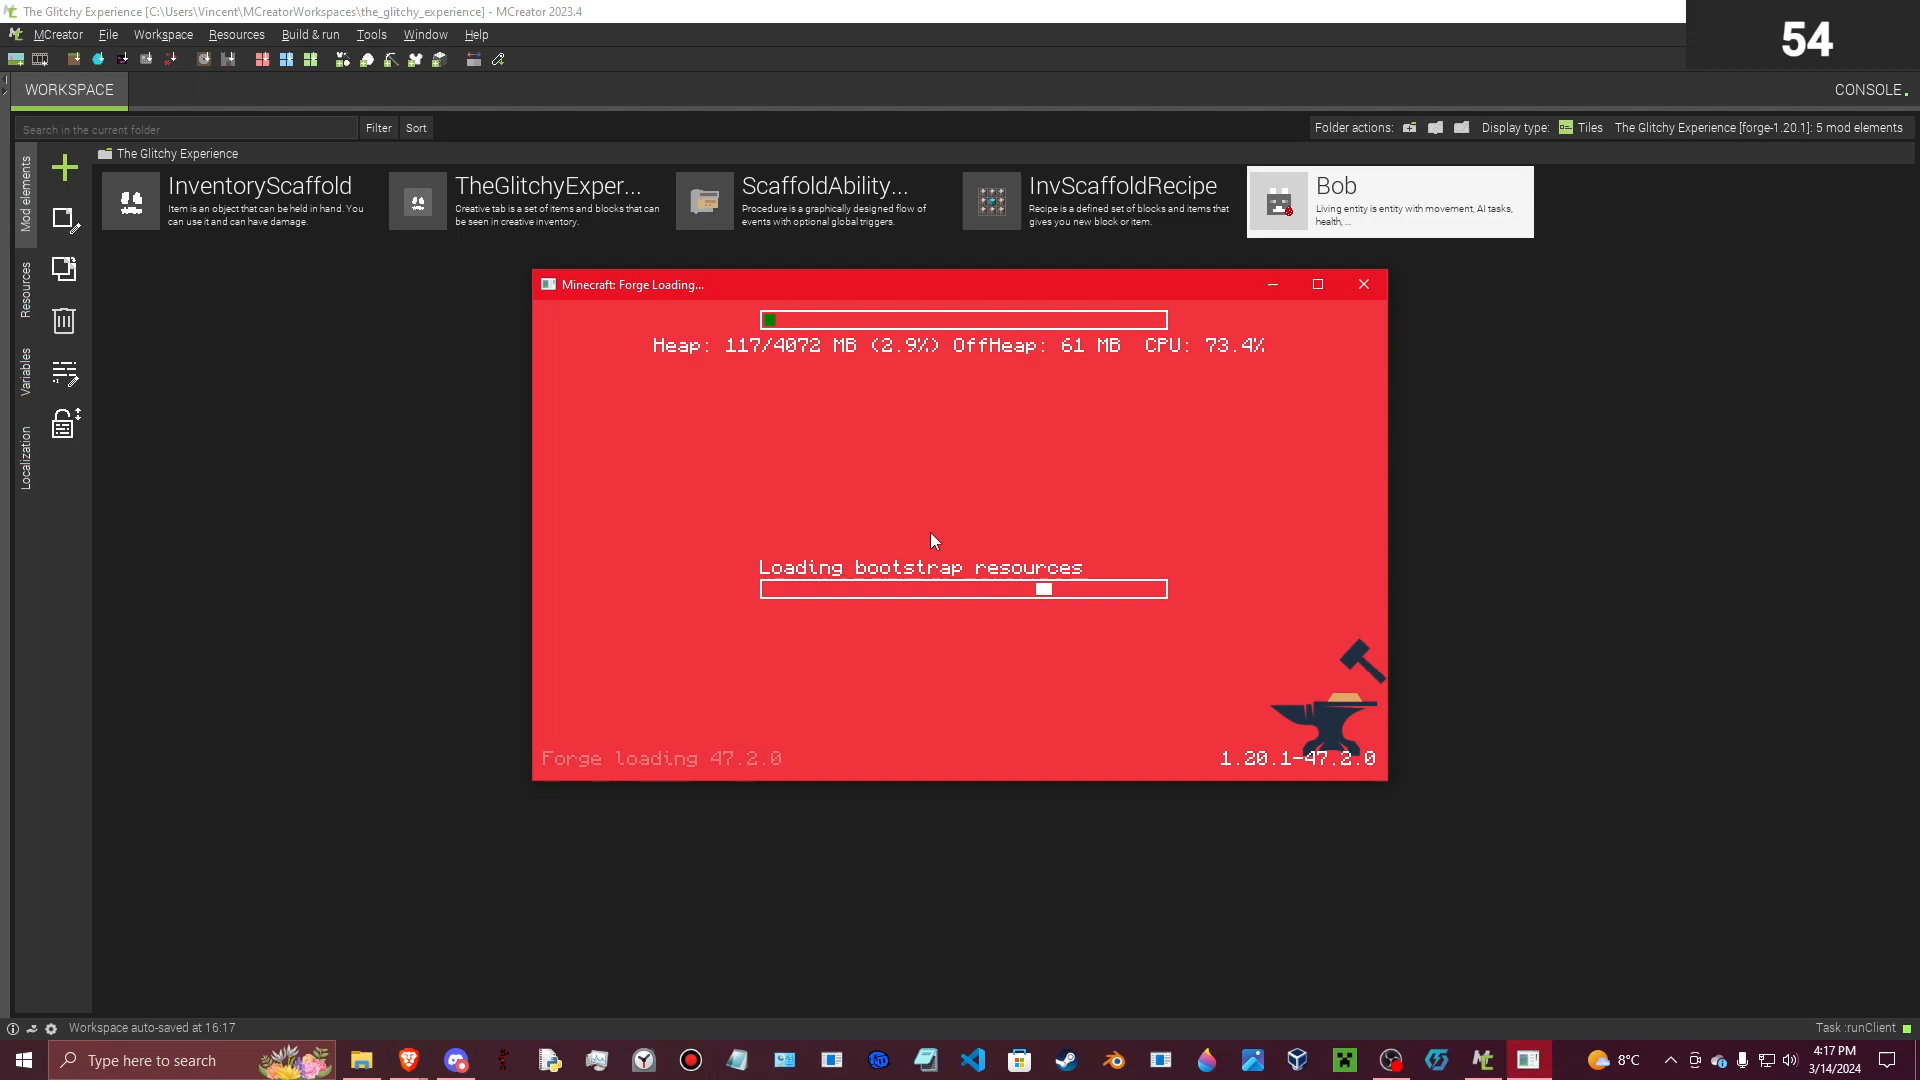 The Glitchy Experience [C:\Users\Vincent\MCreatorWorkspaces\the_glitchy_experience] - MCreator 2023.4
54
MCreator File Workspace Resources Build & run Tools Window Help
WORKSPACE
CONSOLE
Search in the current folder
Filter
Sort
Folder actions:
Display type:
Tiles
The Glitchy Experience [forge-1.20.1]: 5 mod elements
The Glitchy Experience
Mod elements
Resources
Variables
Localization
InventoryScaffold
Item is an object that can be held in hand. You
can use it and can have damage.
TheGlitchyExper...
Creative tab is a set of items and blocks that can
be seen in creative inventory.
ScaffoldAbility...
Procedure is a graphically designed flow of
events with optional global triggers.
InvScaffoldRecipe
Recipe is a defined set of blocks and items that
gives you new block or item.
Bob
Living entity is entity with movement, AI tasks,
health, ...
Minecraft: Forge Loading...
Heap: 117/4072 MB (2.9%) OffHeap: 61 MB CPU: 73.4%
Loading bootstrap resources
Forge loading 47.2.0
1.20.1-47.2.0
Workspace auto-saved at 16:17
Task :runClient
Type here to search
8°C
4:17 PM
3/14/2024